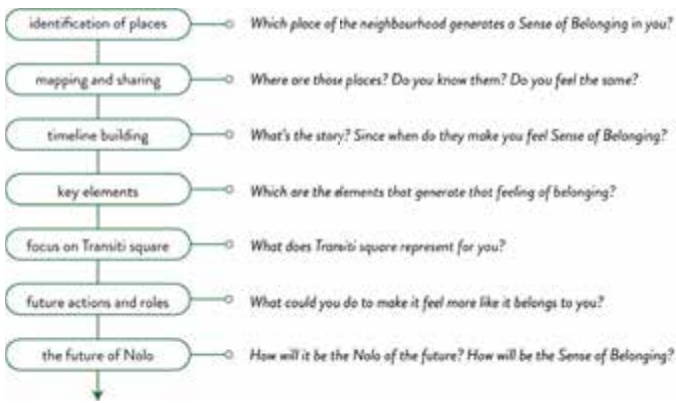 identification of places
Which place of the neighbourhood generates a Sense of Belonging in you?
mapping and sharing
Where are those places? Do you know them? Do you feel the same?
timeline building
What's the story? Since when do they make you feel Sense of Belonging?
key elements
Which are the elements that generate that feeling of belonging?
focus on Transiti square
What does Transiti square represent for you?
future actions and roles
What could you do to make it feel more like it belongs to you?
the future of Nolo
How will it be the Nolo of the future? How will be the Sense of Belonging?